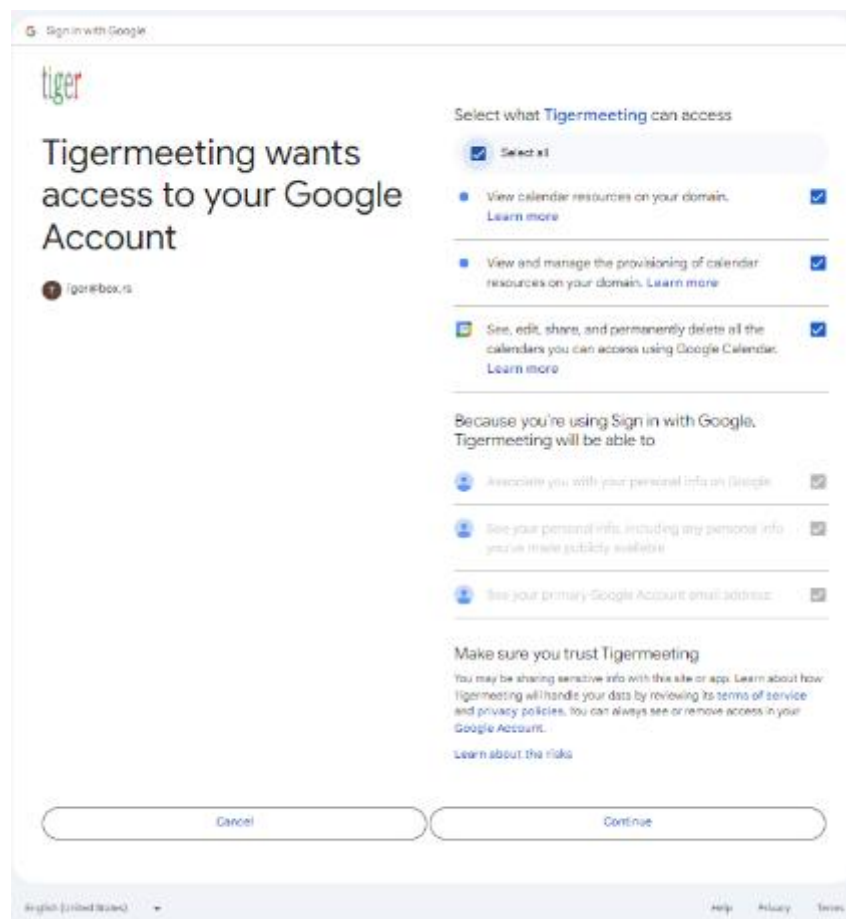 Sign in with Google
tiger
Tigermeeting wants
access to your Google
Account
Select what Tigermeeting can access
Select all
View calendar resources on your domain.
Learn more
View and manage the provisioning of calendar
resources on your domain. Learn more
See, edit, share, and permanently delete all the
calendars you can access using Google Calendar.
Learn more
Because you're using Sign in with Google,
Tigermeeting will be able to
Associate you with your personal info on Google
See your personal info, including any personal info
you've made publicly available
See your primary Google Account email address
Make sure you trust Tigermeeting
You may be sharing sensitive info with this site or app. Learn about how
Tigermeeting will handle your data by reviewing its terms of service
and privacy policies. You can always see or remove access in your
Google Account.
Learn about the risks
Cancel
Continue
English (United States)
Help Privacy Terms